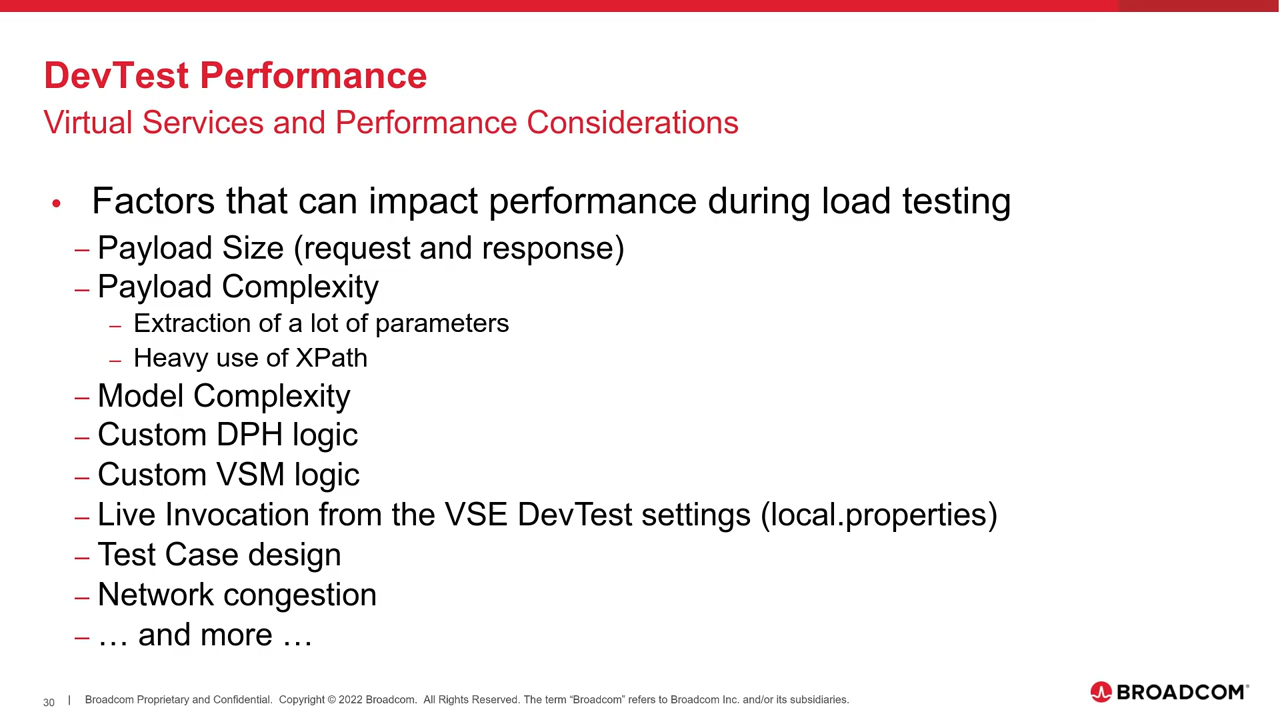 DevTest Performance
Virtual Services and Performance Considerations
• Factors that can impact performance during load testing
– Payload Size (request and response)
– Payload Complexity
– Extraction of a lot of parameters
– Heavy use of XPath
– Model Complexity
– Custom DPH logic
– Custom VSM logic
– Live Invocation from the VSE DevTest settings (local.properties)
– Test Case design
– Network congestion
– … and more …
30 | Broadcom Proprietary and Confidential. Copyright © 2022 Broadcom. All Rights Reserved. The term “Broadcom” refers to Broadcom Inc. and/or its subsidiaries.
BROADCOM®